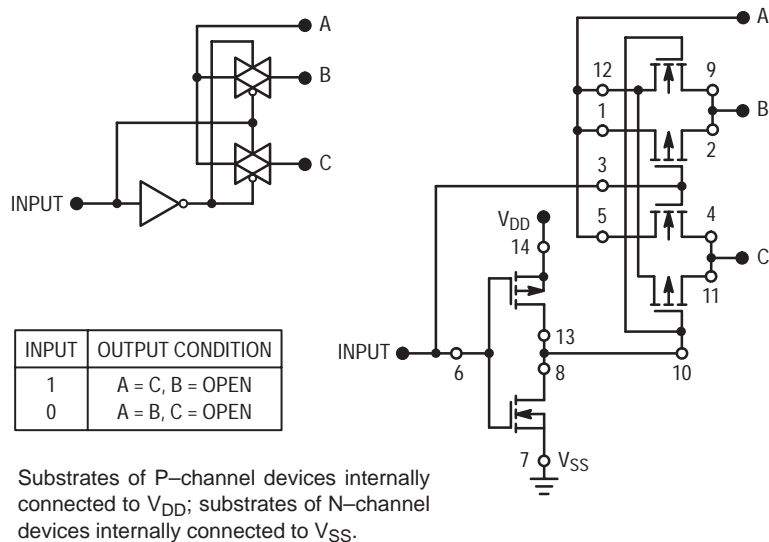 A
B
C
INPUT
A
12
9
B
1
2
3
5
4
C
11
VDD
14
13
INPUT
6
8
10
7
VSS
INPUT OUTPUT CONDITION
1 A = C, B = OPEN
0 A = B, C = OPEN
Substrates of P–channel devices internally
connected to VDD; substrates of N–channel
devices internally connected to VSS.